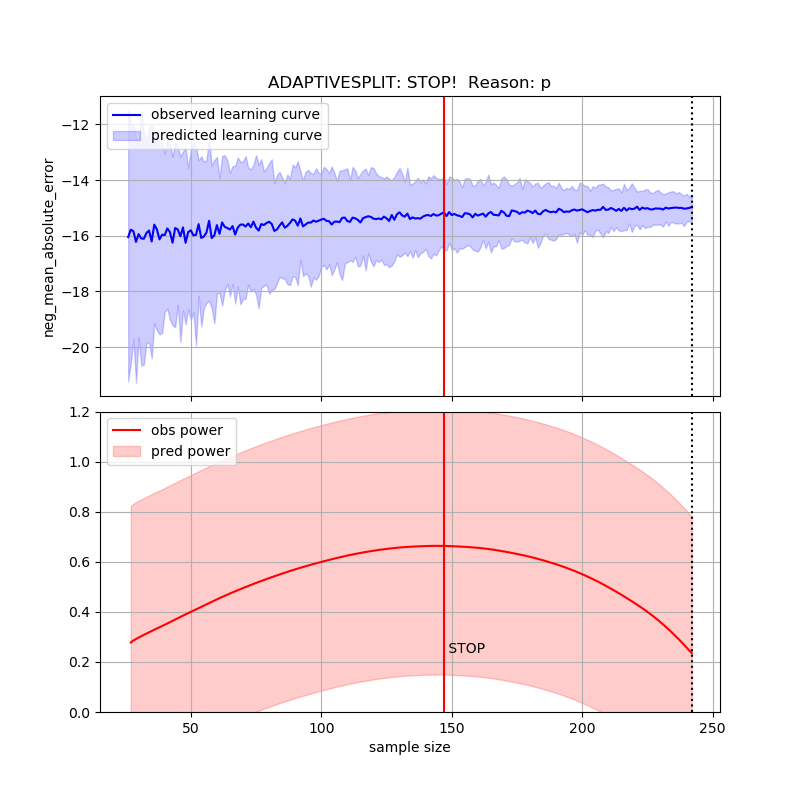 ADAPTIVESPLIT: STOP!  Reason: p
observed learning curve
predicted learning curve
−12
−14
−16
−18
−20
neg_mean_absolute_error
obs power
pred power
1.2
1.0
0.8
0.6
0.4
0.2
0.0
STOP
50
100
150
200
250
sample size